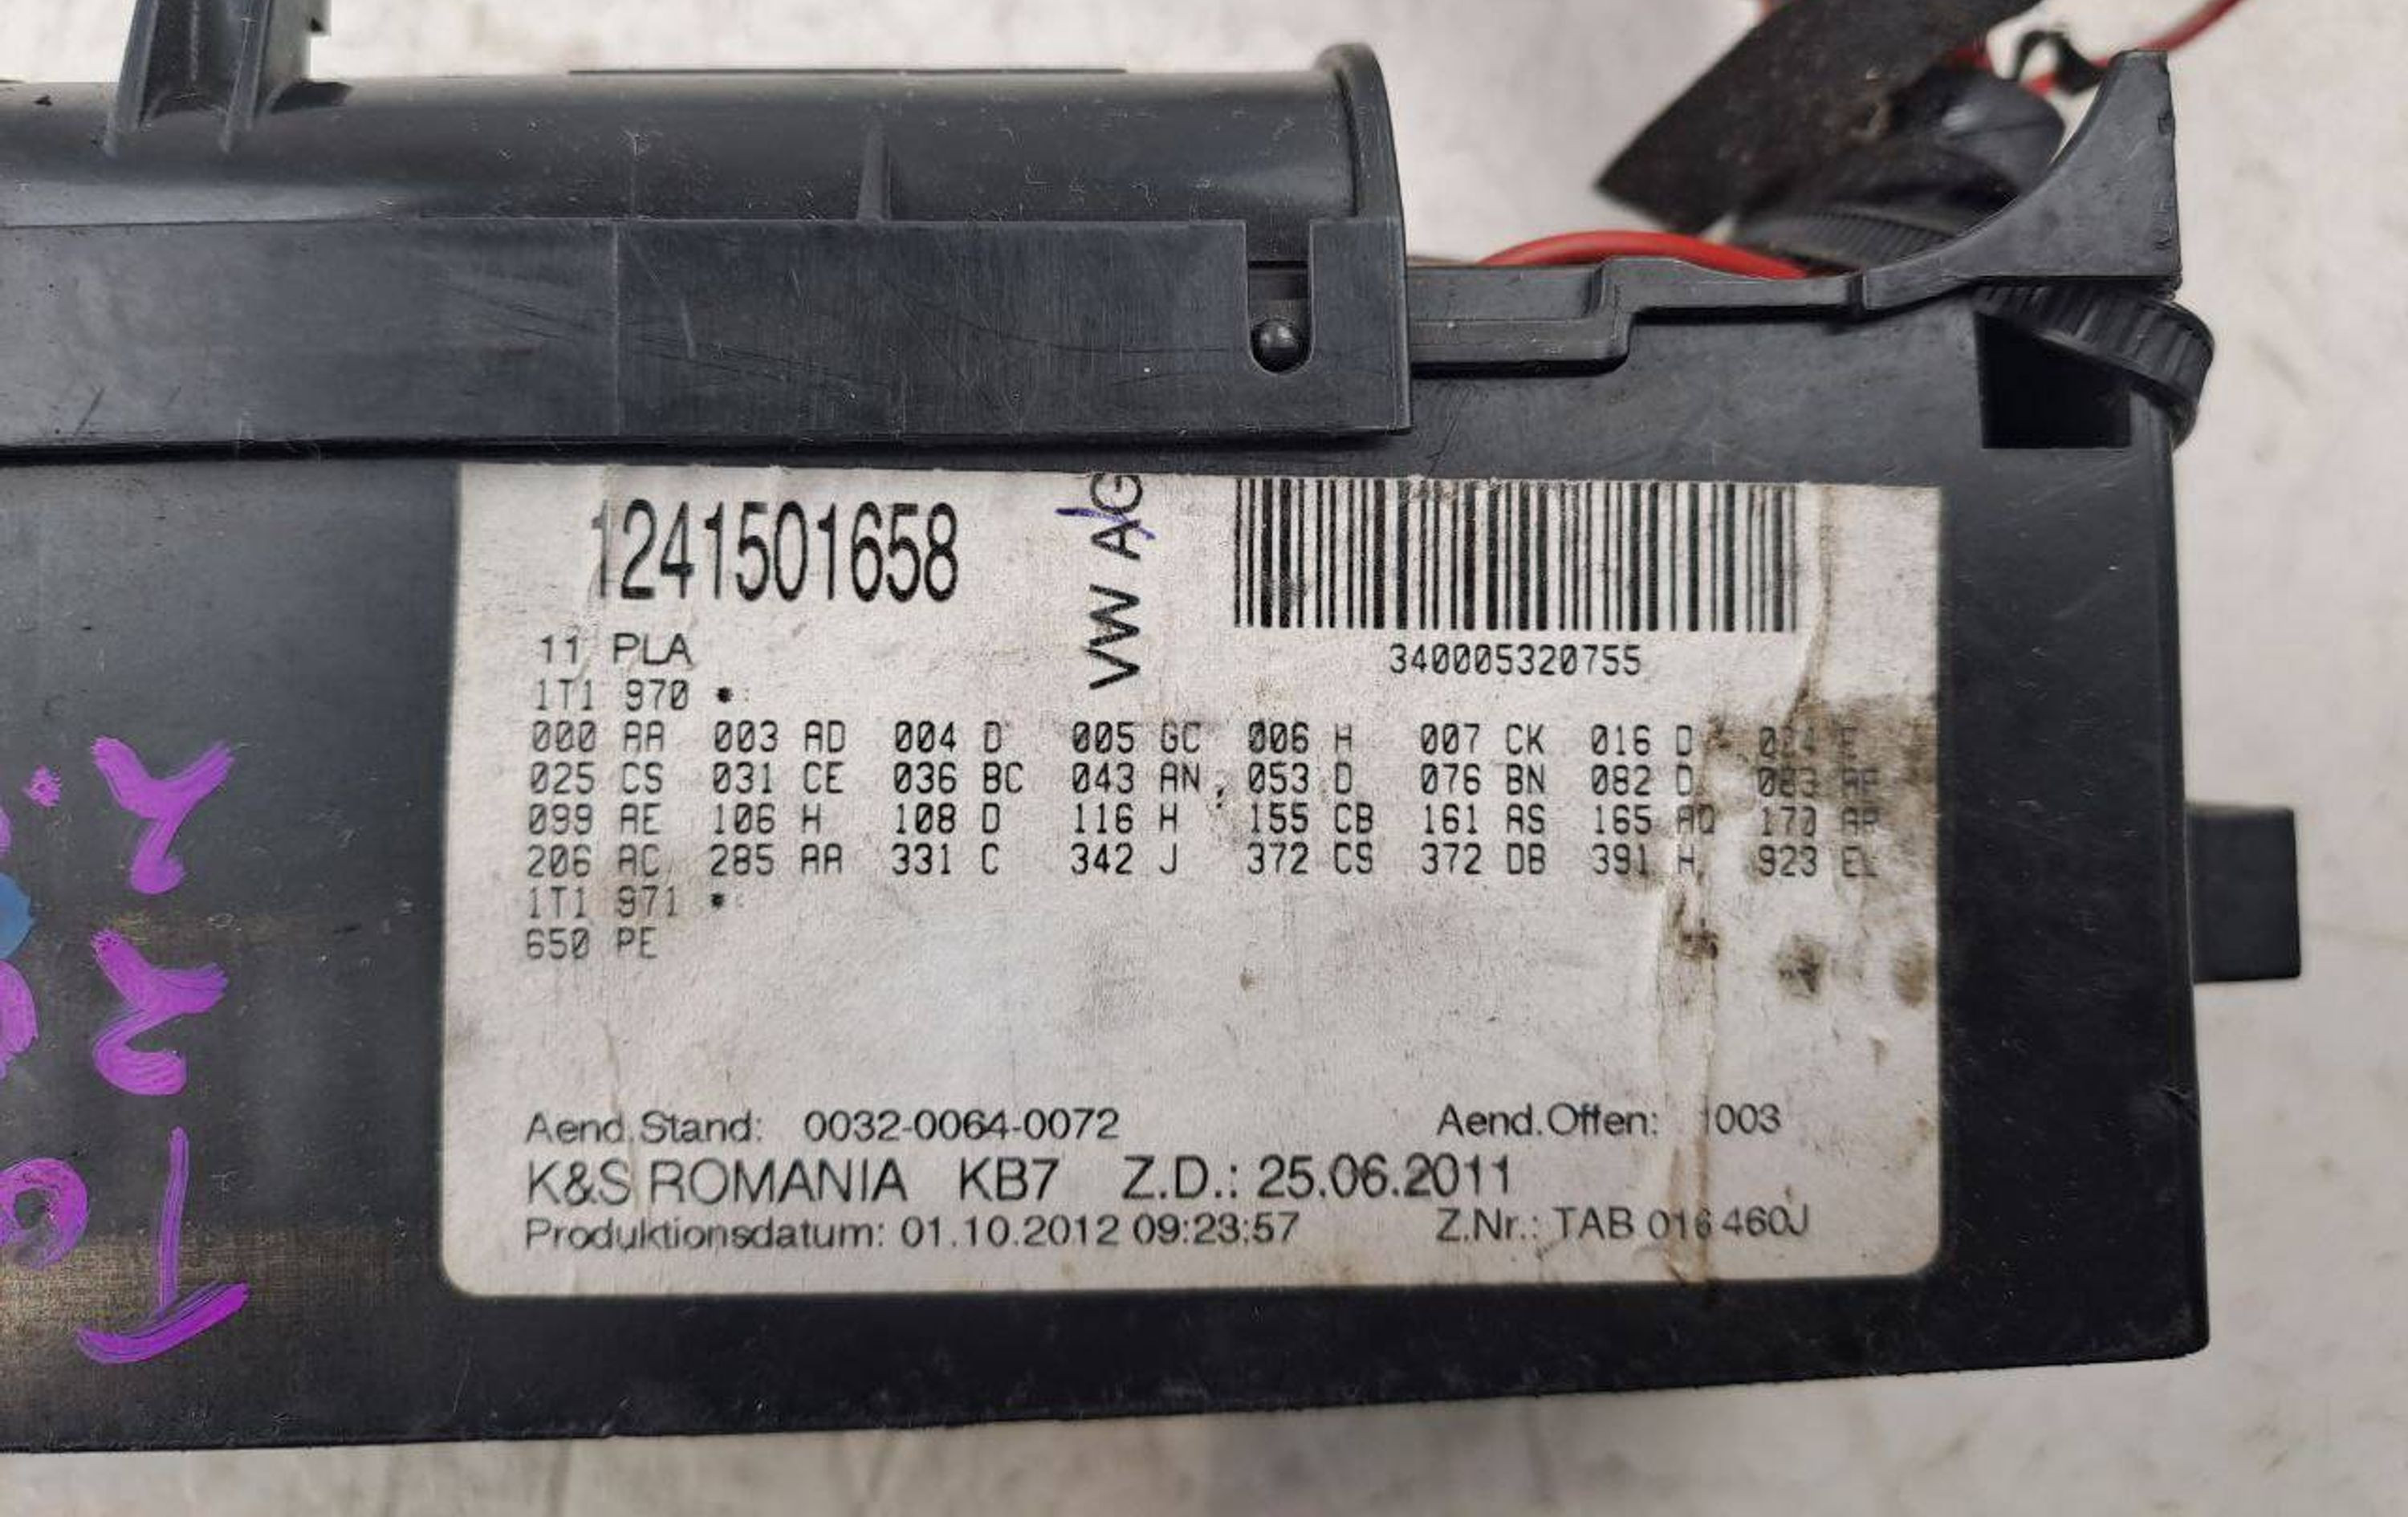 1241501658
VW AG
340005320755
11 PLA
1T1 970 *:
000 AA 003 AD 004 D 005 GC 006 H 007 CK 016 D 024 E
025 CS 031 CE 036 BC 043 AN 053 D 076 BN 082 D 083
099 AE 106 H 108 D 116 H 155 CB 161 AS 165 AQ 170
206 AC 285 AA 331 C 342 J 372 CS 372 DB 391 H 923
1T1 971 *:
650 PE
Aend.Stand: 0032-0064-0072 Aend.Offen: 1003
K&S ROMANIA KB7 Z.D.: 25.06.2011
Produktionsdatum: 01.10.2012 09:23:57 Z.Nr.: TAB 016 460J